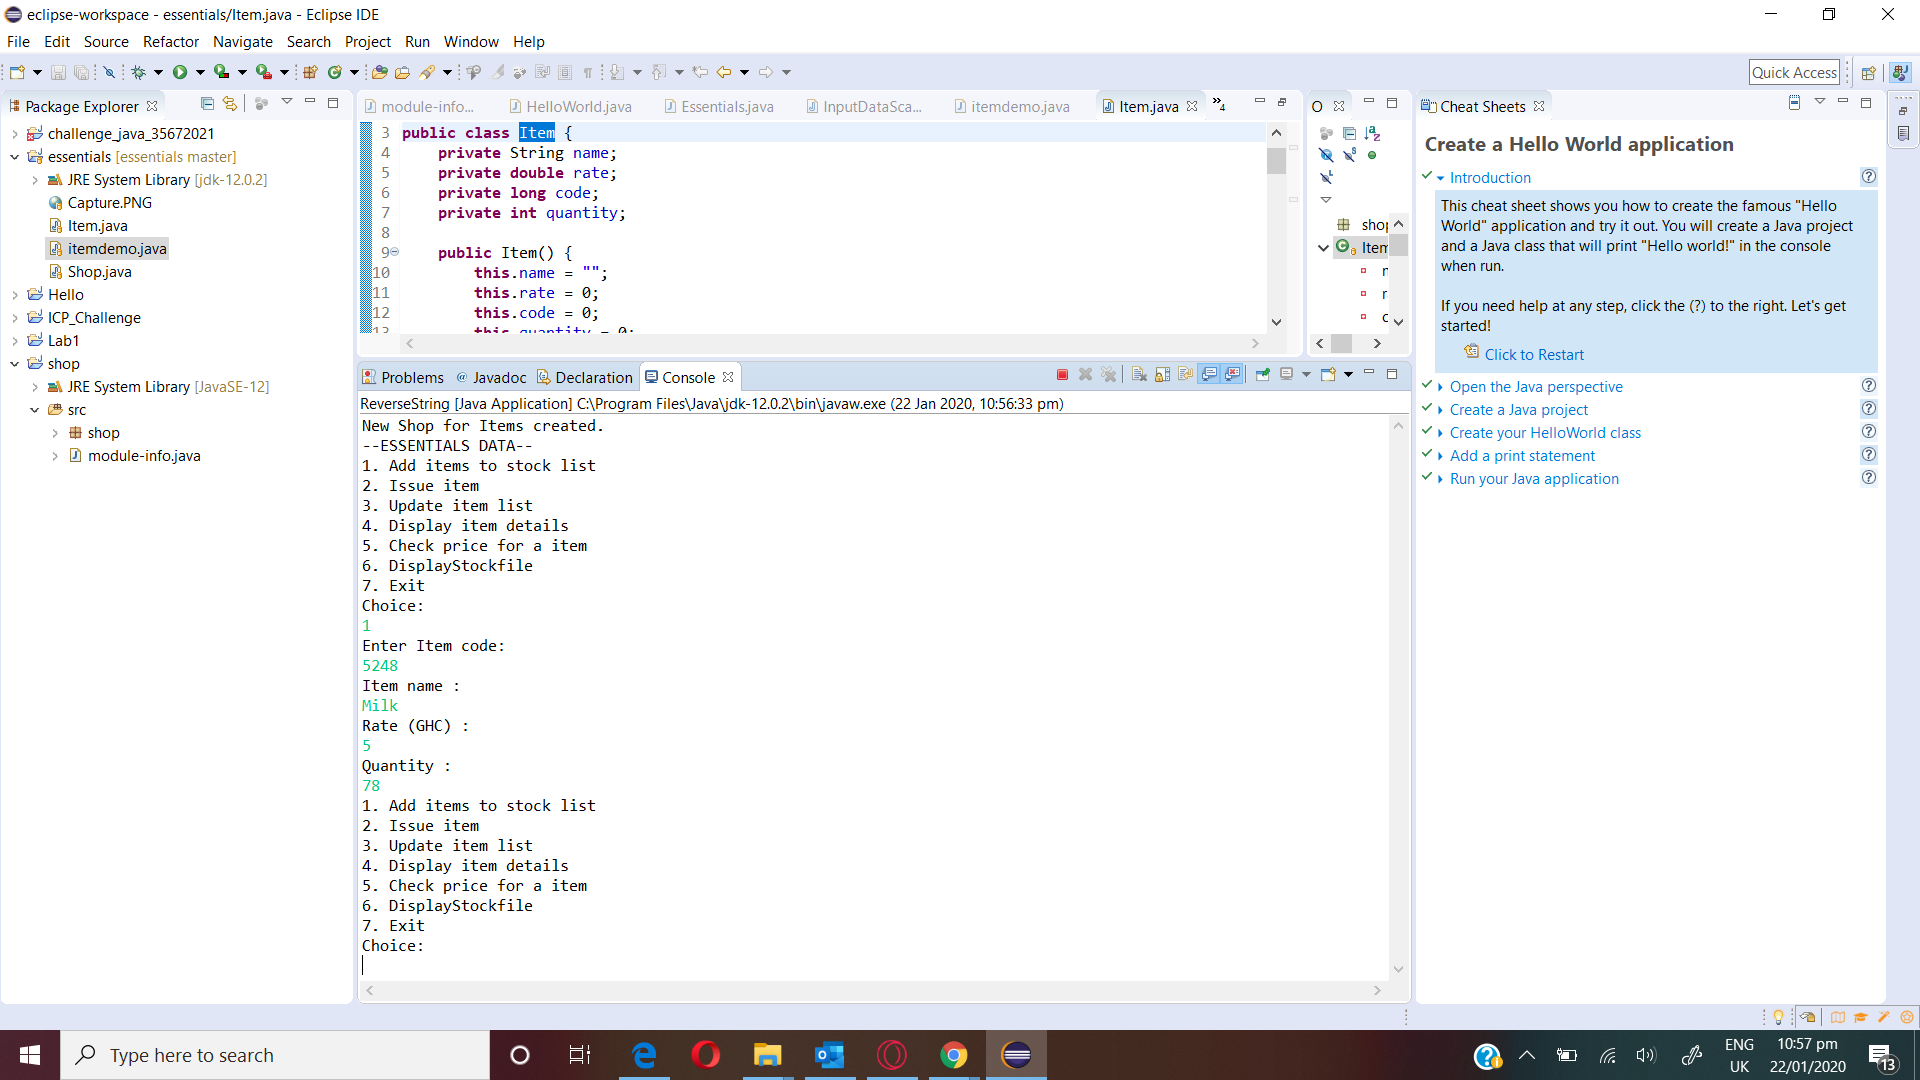 eclipse-workspace - essentials/Item.java - Eclipse IDE
File Edit Source Refactor Navigate Search Project Run Window Help
Quick Access
Package Explorer
challenge_java_35672021
essentials [essentials master]
JRE System Library [jdk-12.0.2]
Capture.PNG
Item.java
itemdemo.java
Shop.java
Hello
ICP_Challenge
Lab1
shop
JRE System Library [JavaSE-12]
src
shop
module-info.java
module-info... HelloWorld.java Essentials.java InputDataSca... itemdemo.java Item.java 4
3 public class Item {
4 private String name;
5 private double rate;
6 private long code;
7 private int quantity;
8
9 public Item() {
10 this.name = "";
11 this.rate = 0;
12 this.code = 0;
13 this.quantity = 0;
O
shop
Item
Problems @ Javadoc Declaration Console
ReverseString [Java Application] C:\Program Files\Java\jdk-12.0.2\bin\javaw.exe (22 Jan 2020, 10:56:33 pm)
New Shop for Items created.
--ESSENTIALS DATA--
1. Add items to stock list
2. Issue item
3. Update item list
4. Display item details
5. Check price for a item
6. DisplayStockfile
7. Exit
Choice:
1
Enter Item code:
5248
Item name :
Milk
Rate (GHC) :
5
Quantity :
78
1. Add items to stock list
2. Issue item
3. Update item list
4. Display item details
5. Check price for a item
6. DisplayStockfile
7. Exit
Choice:
Cheat Sheets
Create a Hello World application
Introduction
This cheat sheet shows you how to create the famous "Hello
World" application and try it out. You will create a Java project
and a Java class that will print "Hello world!" in the console
when run.
If you need help at any step, click the (?) to the right. Let's get
started!
Click to Restart
Open the Java perspective
Create a Java project
Create your HelloWorld class
Add a print statement
Run your Java application
Type here to search
ENG
UK
10:57 pm
22/01/2020
13